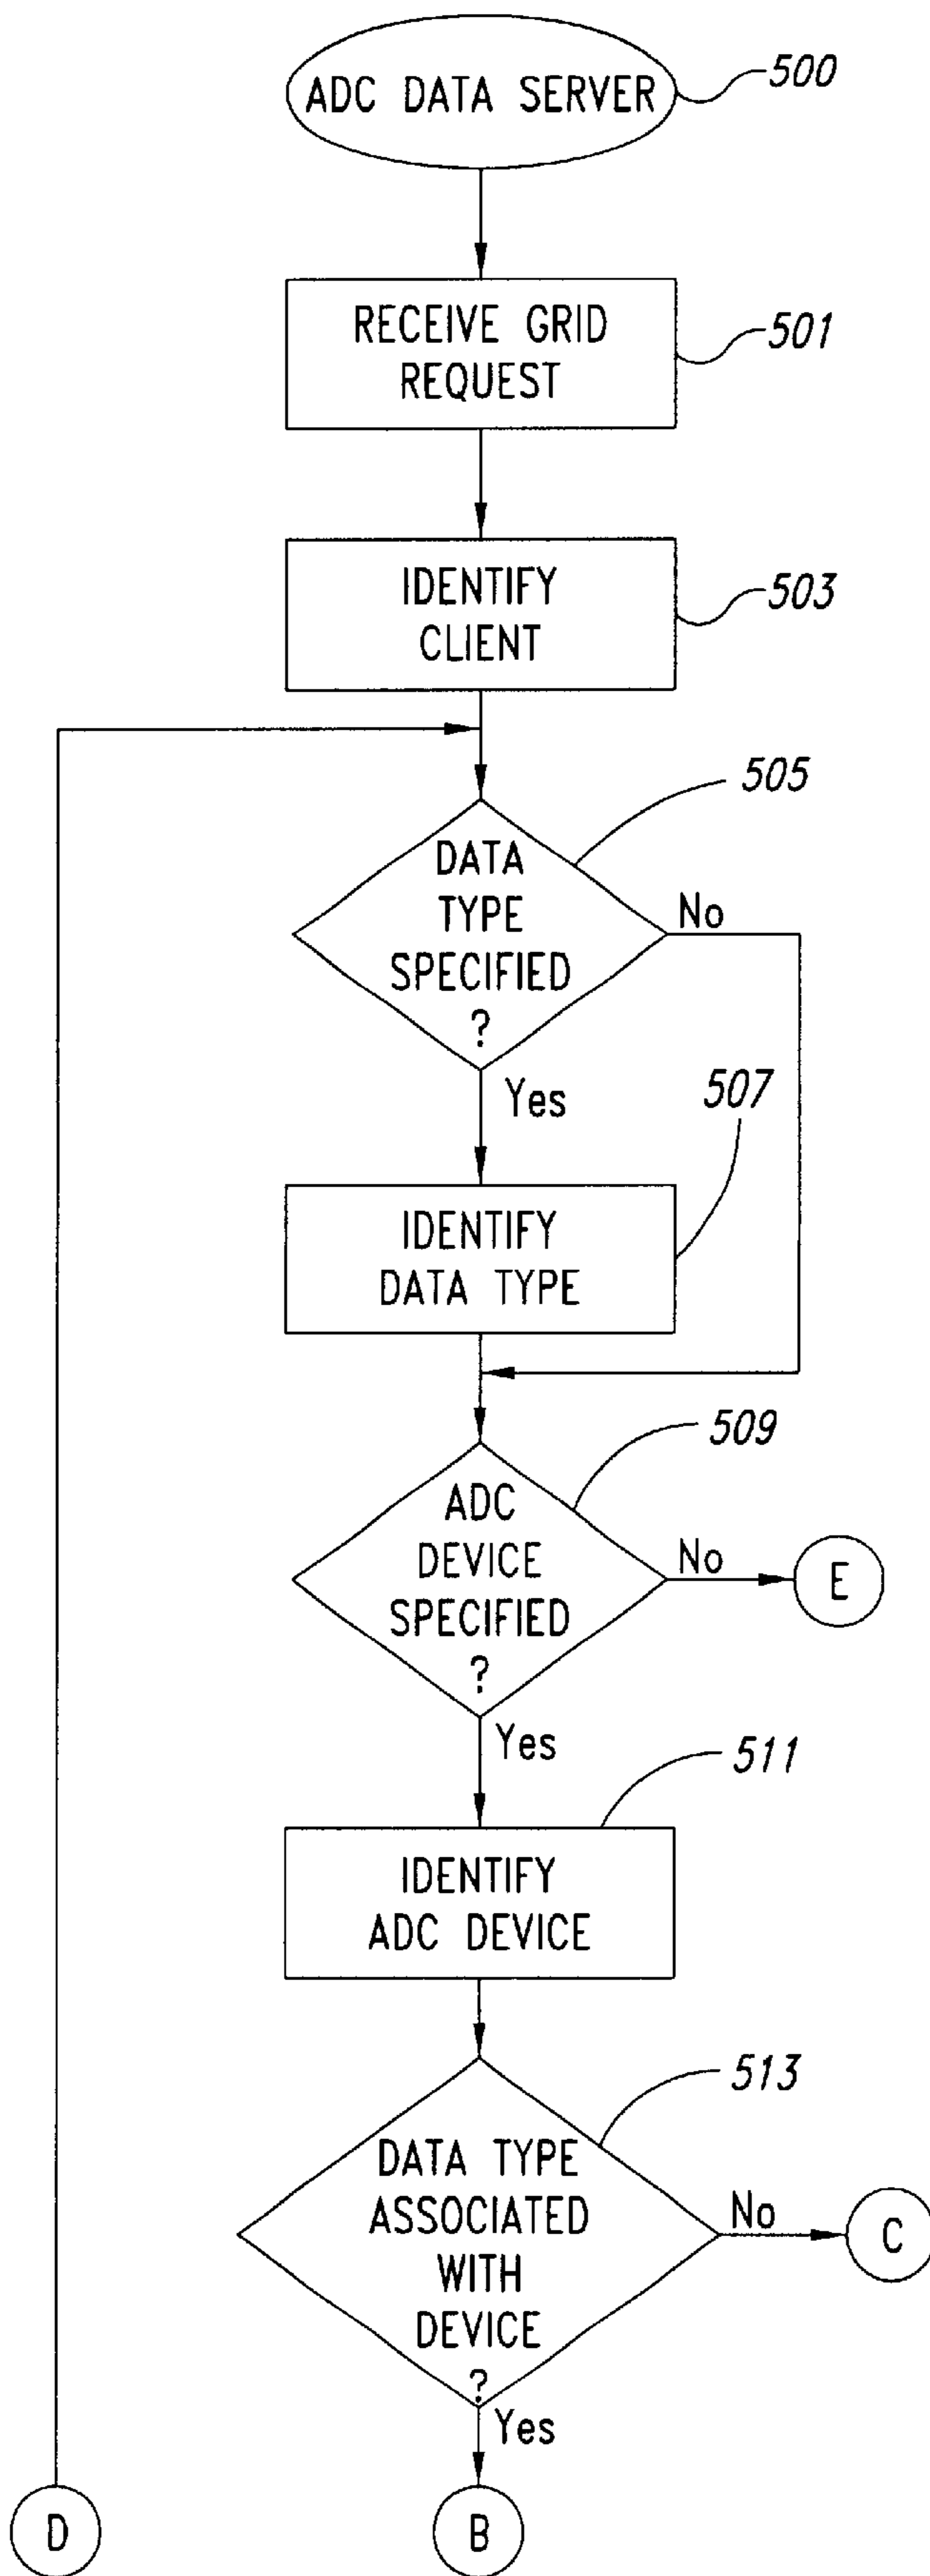 ADC DATA SERVER
500
RECEIVE GRID
REQUEST
501
IDENTIFY
CLIENT
503
505
DATA
TYPE
SPECIFIED
?
No
Yes
507
IDENTIFY
DATA TYPE
509
ADC
DEVICE
SPECIFIED
?
No
E
Yes
511
IDENTIFY
ADC DEVICE
513
DATA TYPE
ASSOCIATED
WITH
DEVICE
?
No
C
Yes
D
B